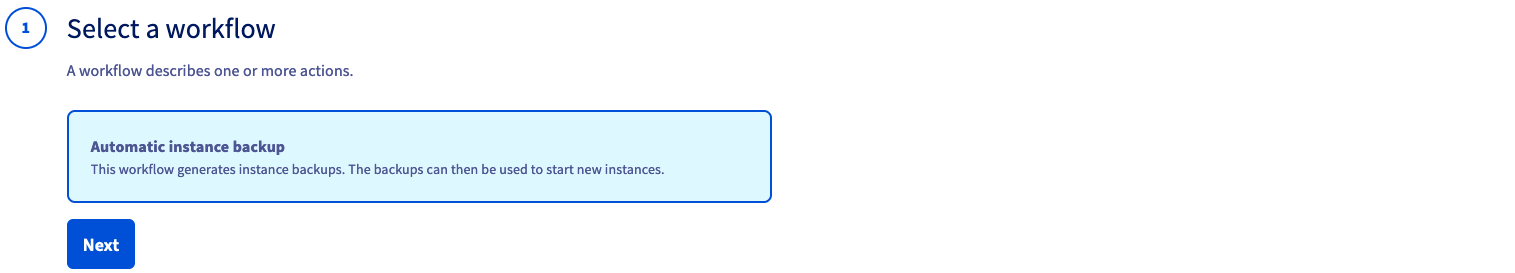 1
Select a workflow
A workflow describes one or more actions.
Automatic instance backup
This workflow generates instance backups. The backups can then be used to start new instances.
Next